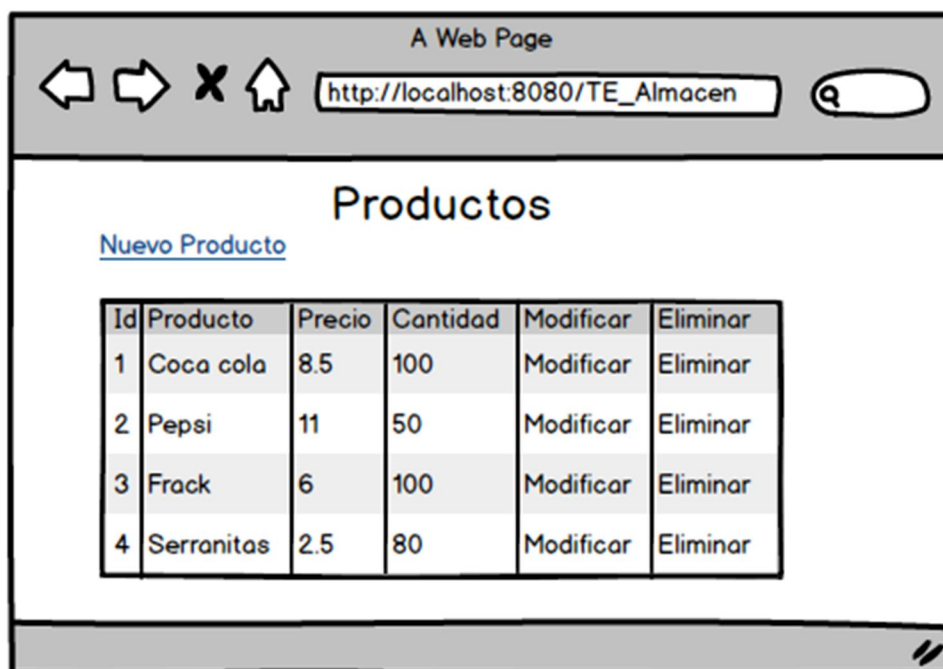 A Web Page
http://localhost:8080/TE_Almacen
Productos
Nuevo Producto
Id Producto Precio Cantidad Modificar Eliminar
1 Coca cola 8.5 100 Modificar Eliminar
2 Pepsi 11 50 Modificar Eliminar
3 Frack 6 100 Modificar Eliminar
4 Serranitas 2.5 80 Modificar Eliminar